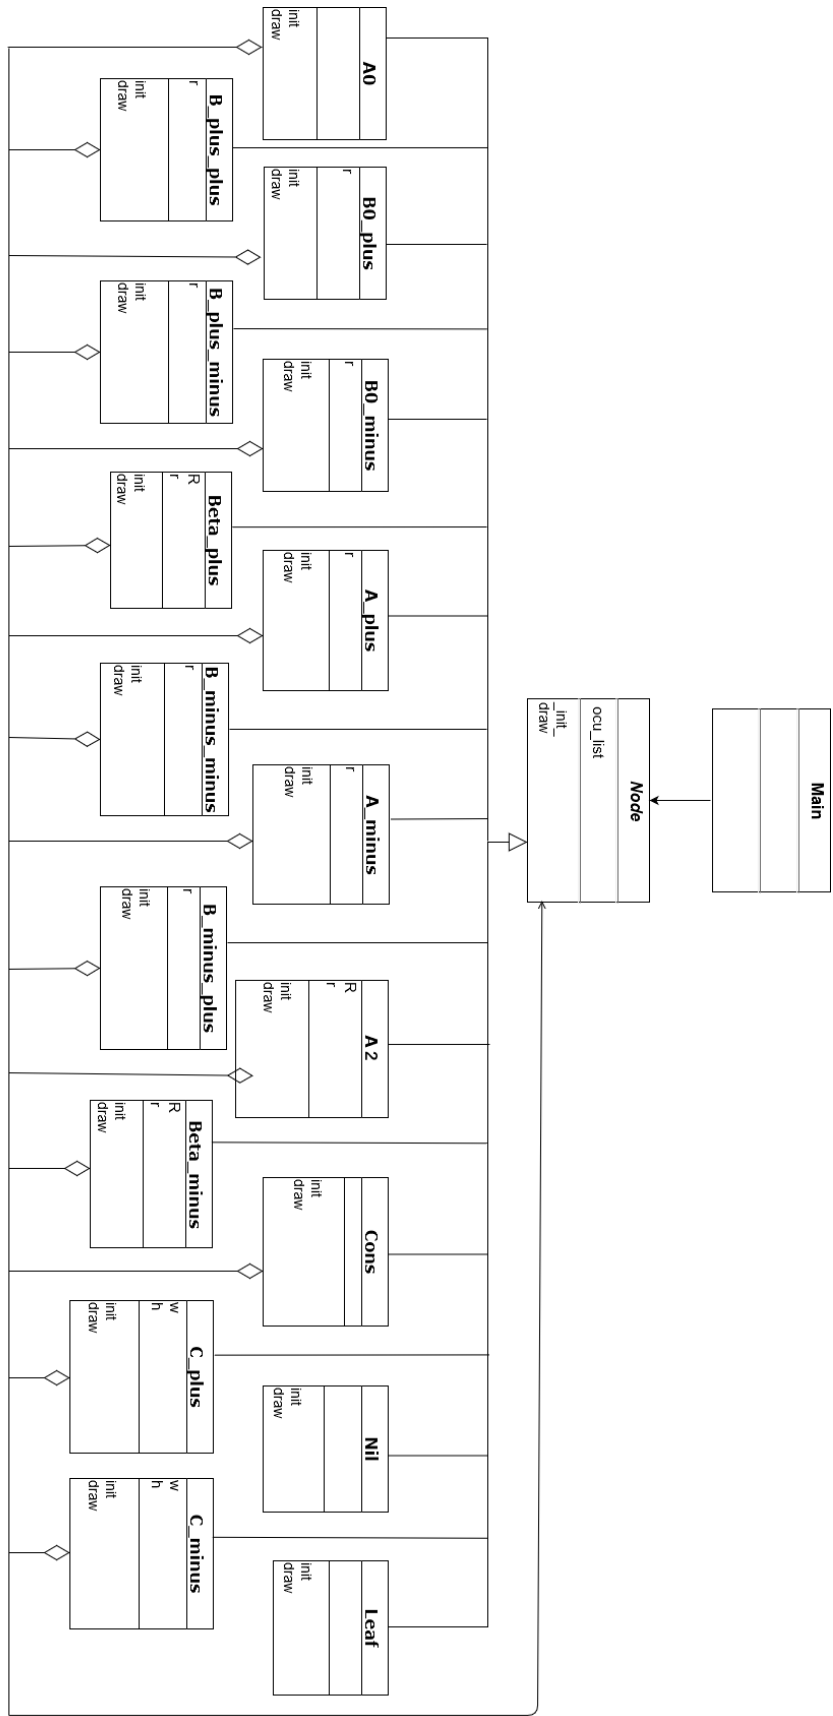 Main
Node
ocu_list
_init_
draw
A0
init
draw
B0_plus
r
init
draw
B0_minus
r
init
draw
A_plus
r
init
draw
A_minus
r
init
draw
A 2
R
r
init
draw
Cons
init
draw
Nil
init
draw
Leaf
init
draw
B_plus_plus
r
init
draw
B_plus_minus
r
init
draw
Beta_plus
R
r
init
draw
B_minus_minus
r
init
draw
B_minus_plus
r
init
draw
Beta_minus
R
r
init
draw
C_plus
w
h
init
draw
C_minus
w
h
init
draw